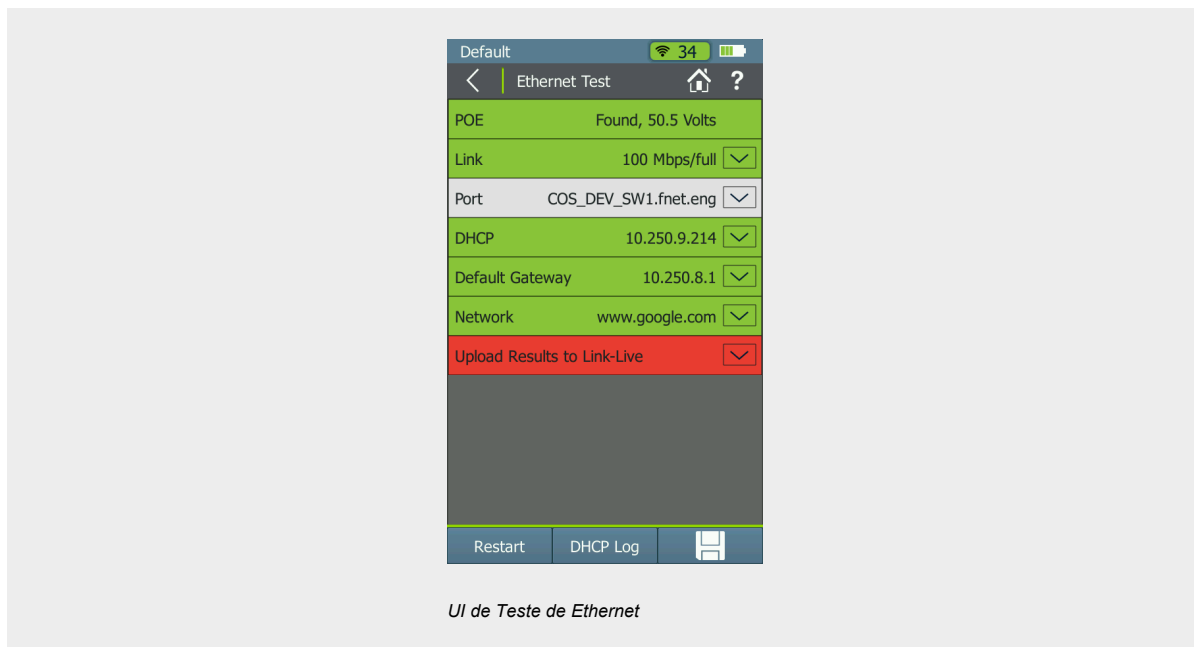 Default 34
Ethernet Test ?
POE Found, 50.5 Volts
Link 100 Mbps/full
Port COS_DEV_SW1.fnet.eng
DHCP 10.250.9.214
Default Gateway 10.250.8.1
Network www.google.com
Upload Results to Link-Live
Restart DHCP Log
UI de Teste de Ethernet